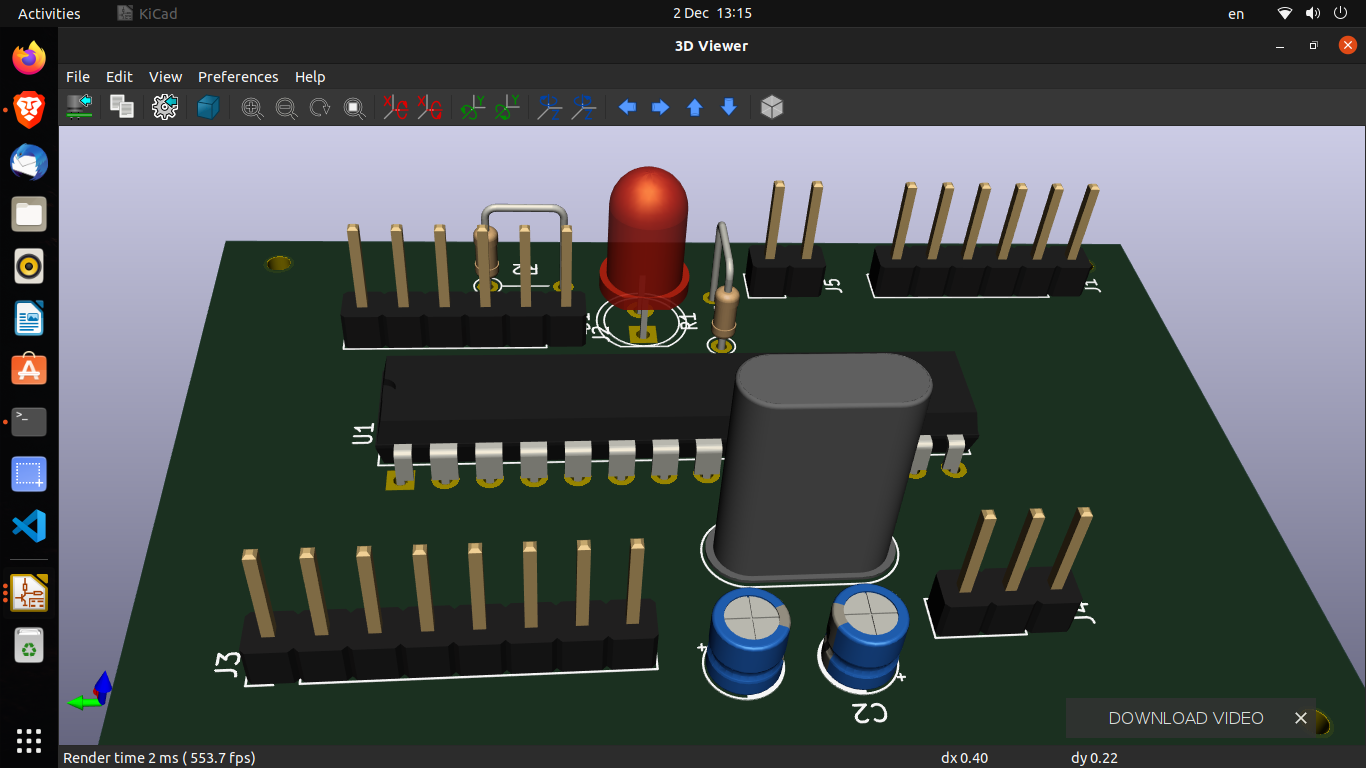 Activities KiCad 2 Dec 13:15 en
3D Viewer
File Edit View Preferences Help
R2
J5
J1
J2
R1
U1
J4
J3
C2
DOWNLOAD VIDEO
Render time 2 ms ( 553.7 fps) dx 0.40 dy 0.22